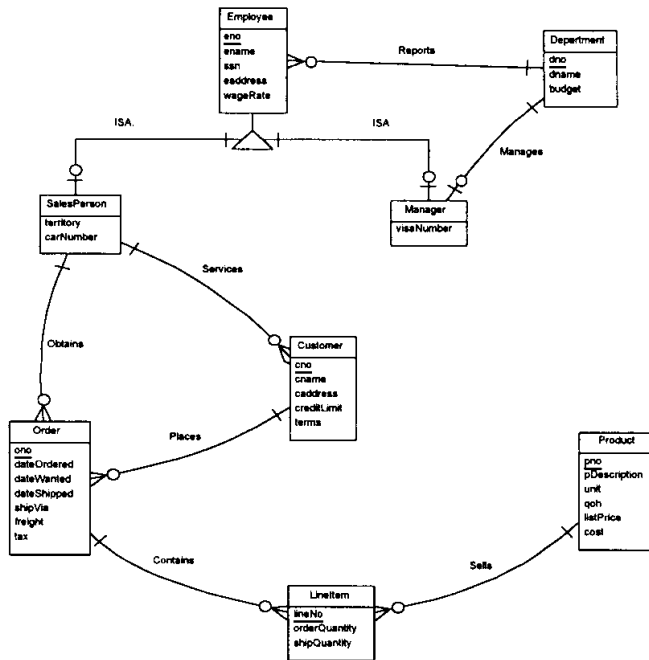 Employee
eno
ename
ssn
eaddress
wageRate
Reports
Department
dno
dname
budget
ISA.
ISA
Manages
SalesPerson
territory
carNumber
Manager
visaNumber
Services
Obtains
Customer
cno
cname
caddress
creditLimit
terms
Places
Order
ono
dateOrdered
dateWanted
dateShipped
shipVia
freight
tax
Product
pno
pDescription
unit
qoh
listPrice
cost
Contains
Sells
LineItem
lineNo
orderQuantity
shipQuantity